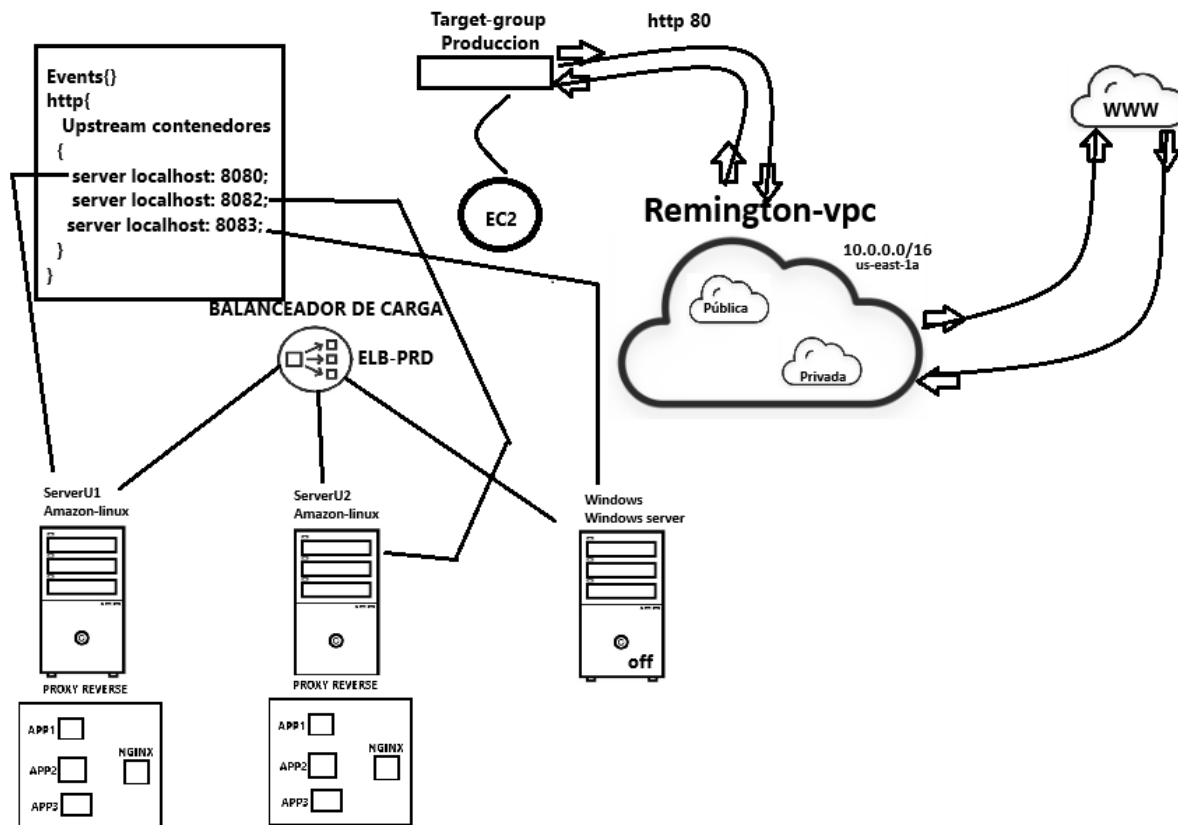 Target-group
Produccion
http 80
Events{}
http{
Upstream contenedores
{
server localhost: 8080;
server localhost: 8082;
server localhost: 8083;
}
}
WWW
EC2
Remington-vpc
10.0.0.0/16
us-east-1a
Pública
Privada
BALANCEADOR DE CARGA
ELB-PRD
ServerU1
Amazon-linux
ServerU2
Amazon-linux
Windows
Windows server
off
PROXY REVERSE
APP1
APP2
APP3
NGINX
PROXY REVERSE
APP1
APP2
APP3
NGINX